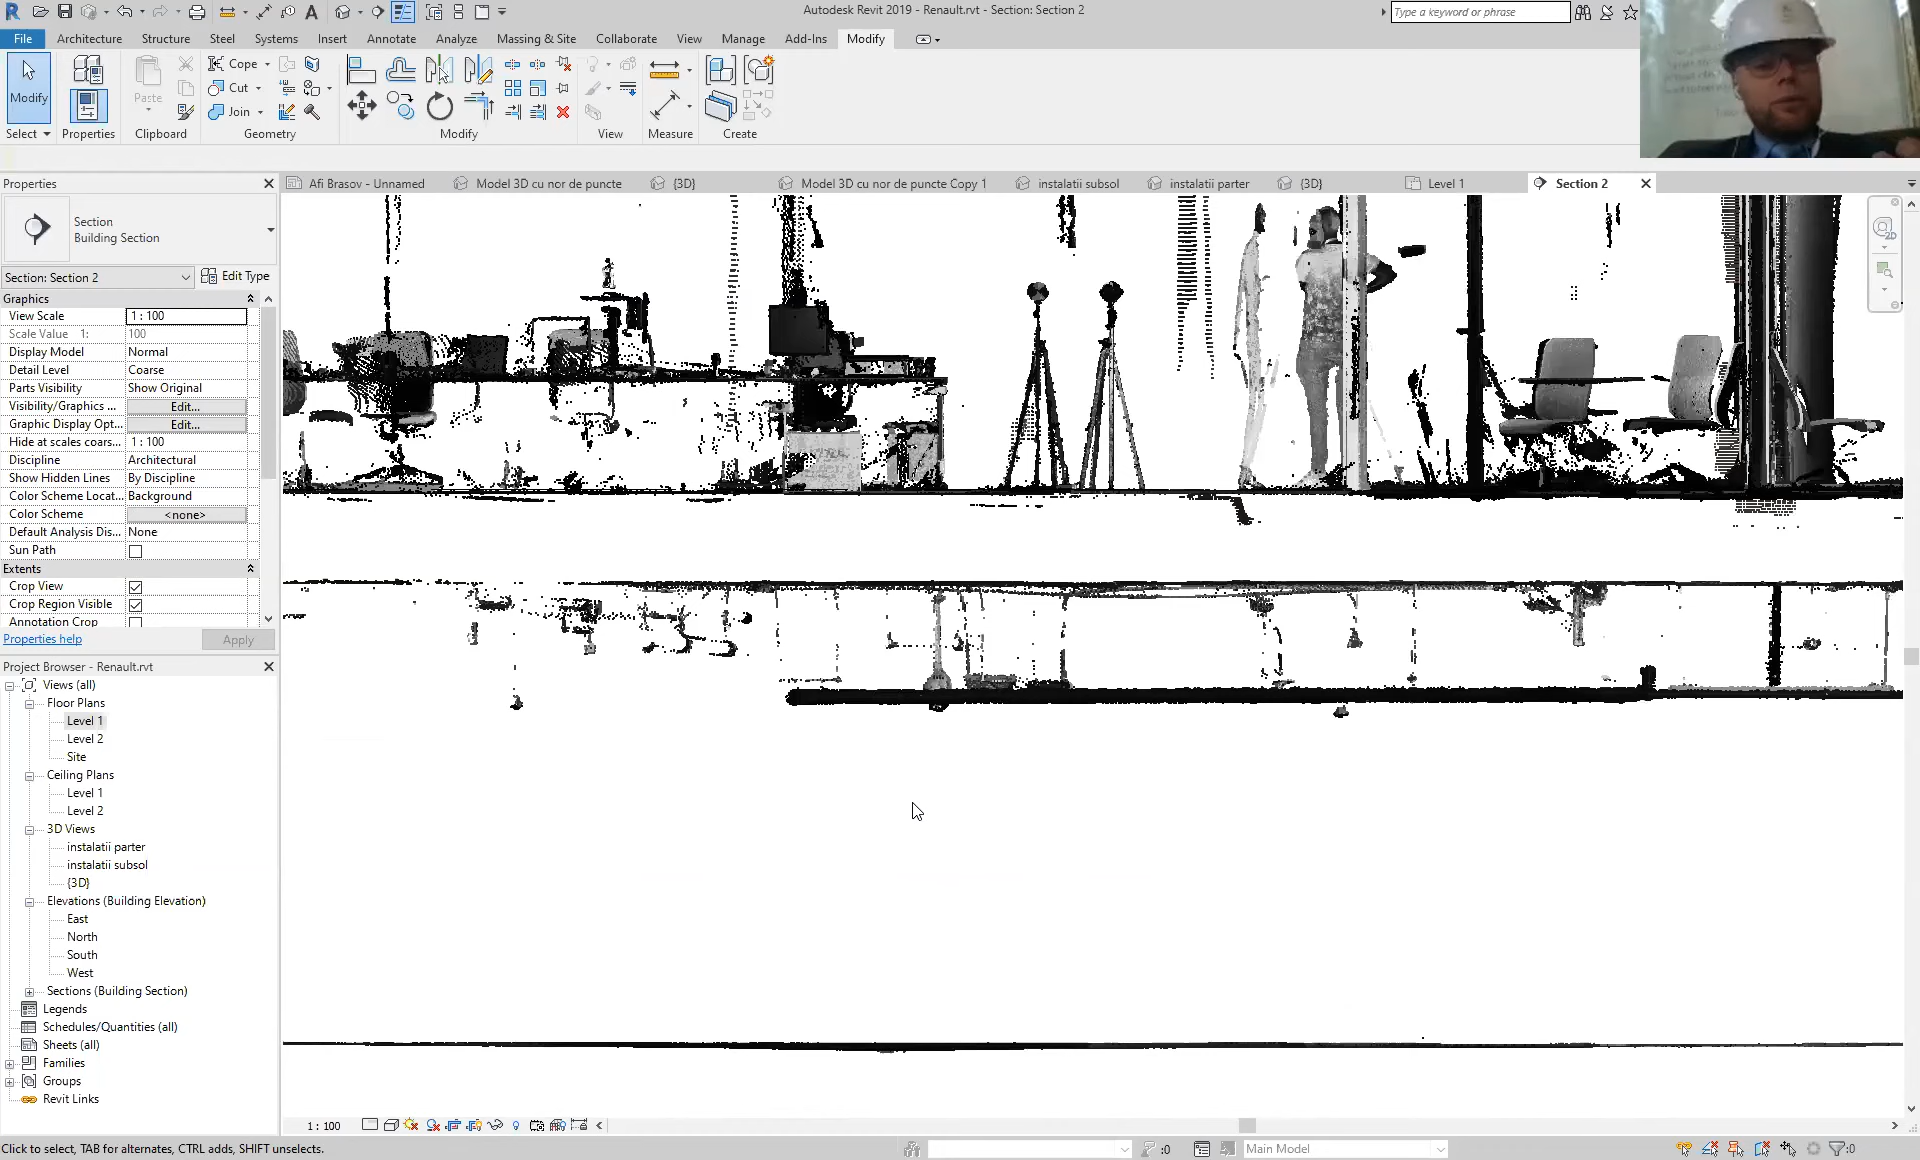 Autodesk Revit 2019 - Renault.rvt - Section: Section 2
Type a keyword or phrase
File Architecture Structure Steel Systems Insert Annotate Analyze Massing & Site Collaborate View Manage Add-Ins Modify
Modify
Paste
Cope
Cut
Join
Select Properties Clipboard Geometry Modify View Measure Create
Properties
Afi Brasov - Unnamed Model 3D cu nor de puncte {3D} Model 3D cu nor de puncte Copy 1 instalatii subsol instalatii parter {3D} Level 1 Section 2
Section
Building Section
Section: Section 2 Edit Type
Graphics
View Scale 1 : 100
Scale Value 1: 100
Display Model Normal
Detail Level Coarse
Parts Visibility Show Original
Visibility/Graphics ... Edit...
Graphic Display Opt... Edit...
Hide at scales coars... 1 : 100
Discipline Architectural
Show Hidden Lines By Discipline
Color Scheme Locat... Background
Color Scheme <none>
Default Analysis Dis... None
Sun Path
Extents
Crop View
Crop Region Visible
Annotation Crop
Properties help Apply
Project Browser - Renault.rvt
Views (all)
Floor Plans
Level 1
Level 2
Site
Ceiling Plans
Level 1
Level 2
3D Views
instalatii parter
instalatii subsol
{3D}
Elevations (Building Elevation)
East
North
South
West
Sections (Building Section)
Legends
Schedules/Quantities (all)
Sheets (all)
Families
Groups
Revit Links
1 : 100
Click to select, TAB for alternates, CTRL adds, SHIFT unselects.
:0
Main Model
:0